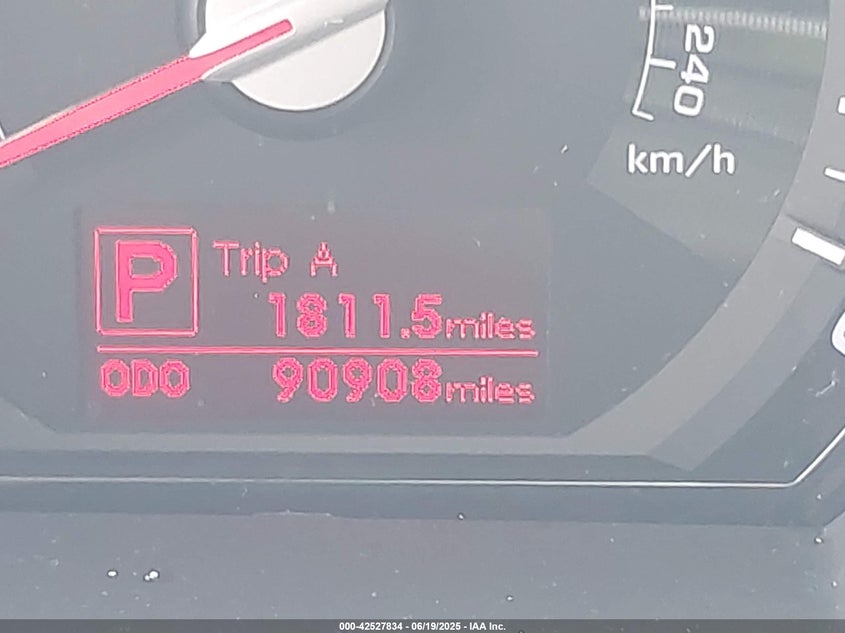 240
km/h
P
Trip A
1811.5miles
ODO 90908miles
000-42527834 - 06/19/2025 - IAA Inc.